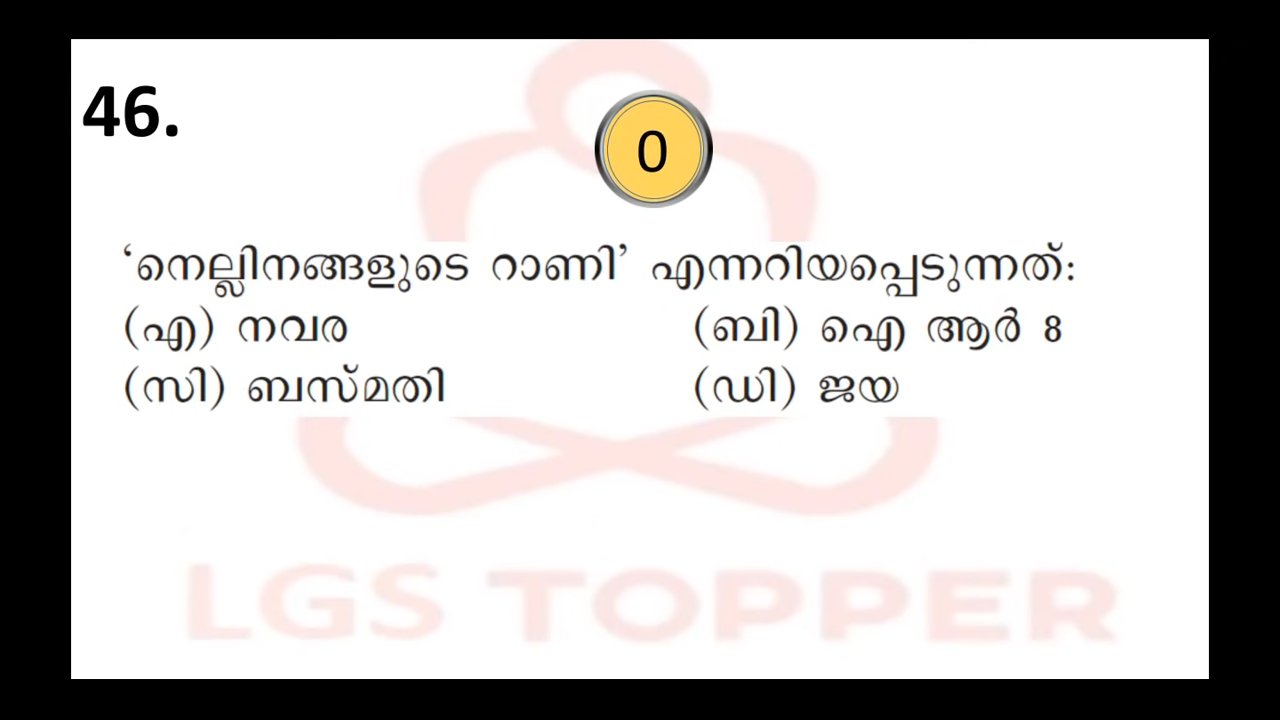 46.
0
‘നെല്ലിനങ്ങളുടെ റാണി’ എന്നറിയപ്പെടുന്നത്:
(എ) നവര (ബി) ഐ ആർ 8
(സി) ബസ്മതി (ഡി) ജയ
LGS TOPPER